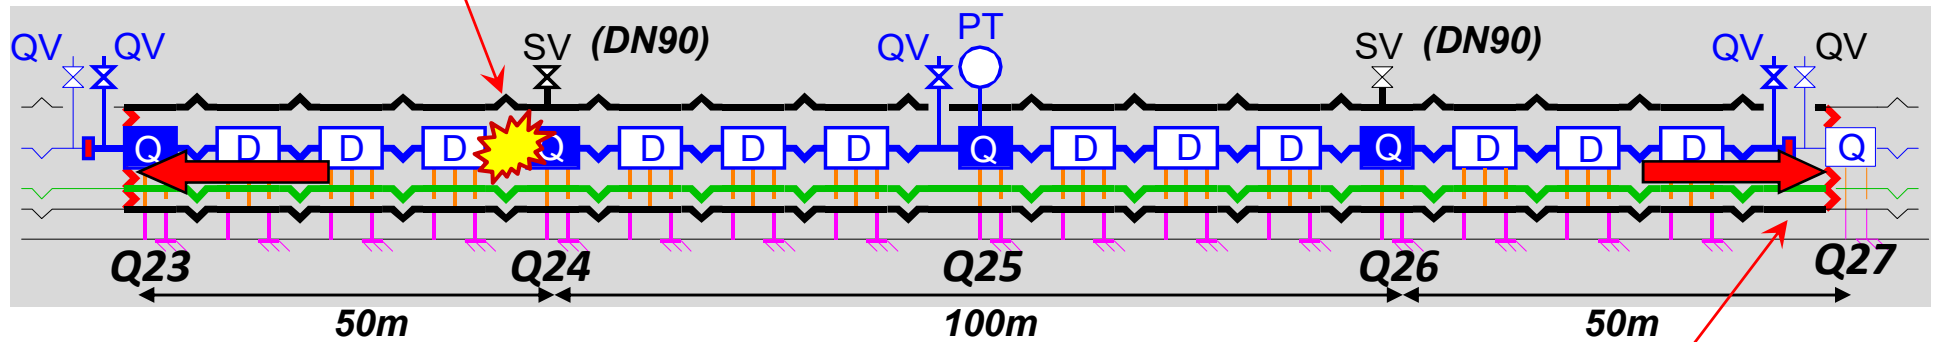 QV QV SV (DN90) QV PT SV (DN90) QV QV
Q D D D Q D D D Q D D D Q D D D Q
Q23 Q24 Q25 Q26 Q27
50m 100m 50m